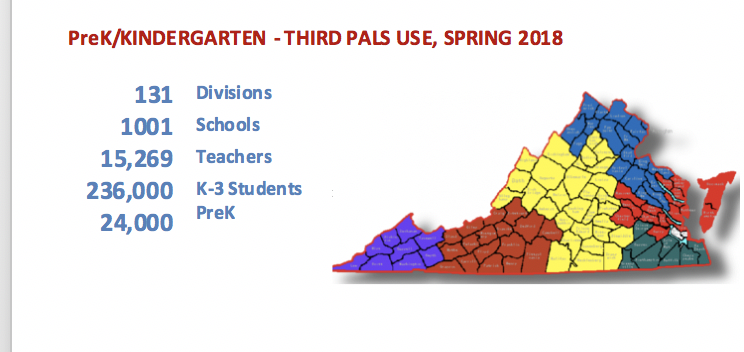 PreK/KINDERGARTEN - THIRD PALS USE, SPRING 2018
131 Divisions
1001 Schools
15,269 Teachers
236,000 K-3 Students
24,000 PreK